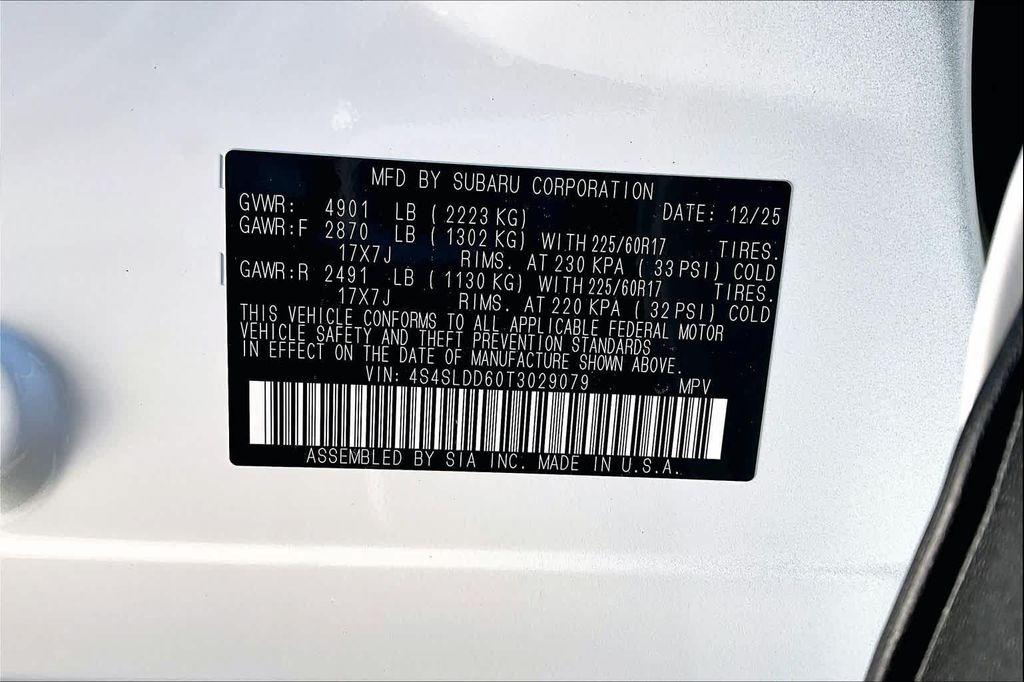 MFD BY SUBARU CORPORATION
GVWR: 4901 LB (2223 KG) DATE: 12/25
GAWR:F 2870 LB (1302 KG) WITH 225/60R17 TIRES.
17X7J RIMS. AT 230 KPA (33 PSI) COLD
GAWR:R 2491 LB (1130 KG) WITH 225/60R17 TIRES.
17X7J RIMS. AT 220 KPA (32 PSI) COLD
THIS VEHICLE CONFORMS TO ALL APPLICABLE FEDERAL MOTOR
VEHICLE SAFETY AND THEFT PREVENTION STANDARDS
IN EFFECT ON THE DATE OF MANUFACTURE SHOWN ABOVE.
VIN: 4S4SLDD60T3029079 MPV
ASSEMBLED BY SIA INC. MADE IN U.S.A.